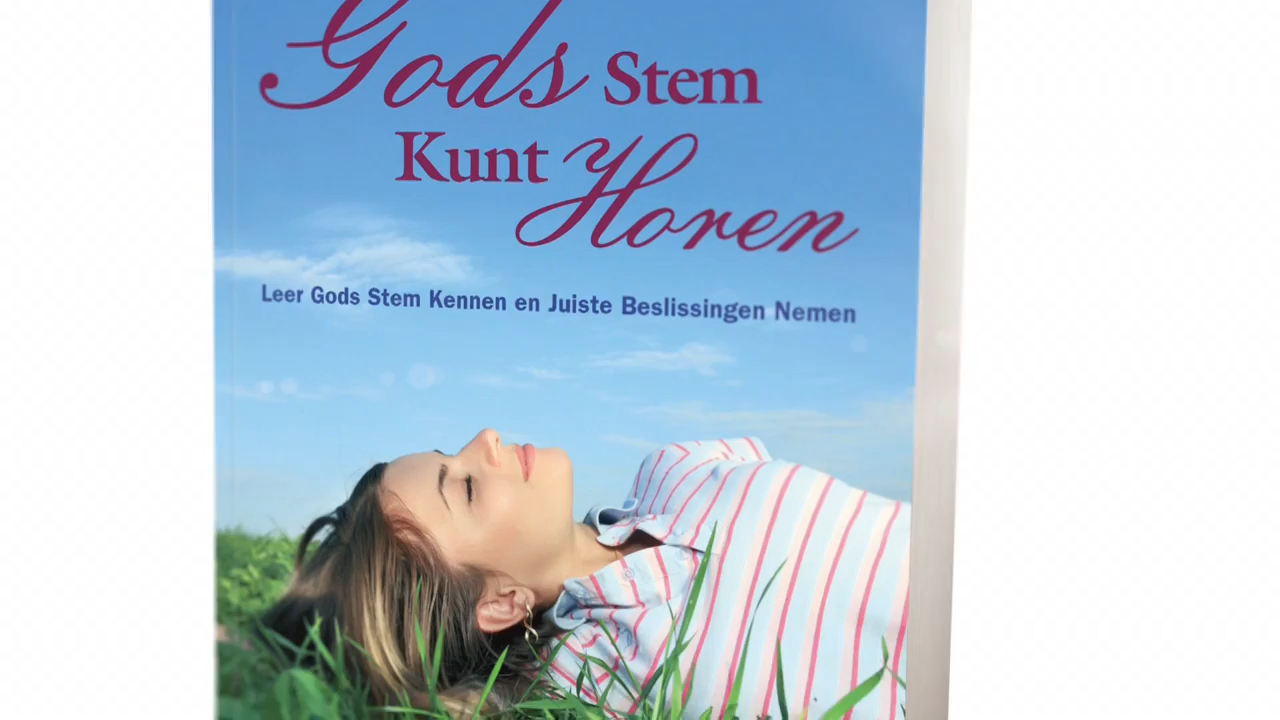 Gods Stem
Kunt Horen
Leer Gods Stem Kennen en Juiste Beslissingen Nemen